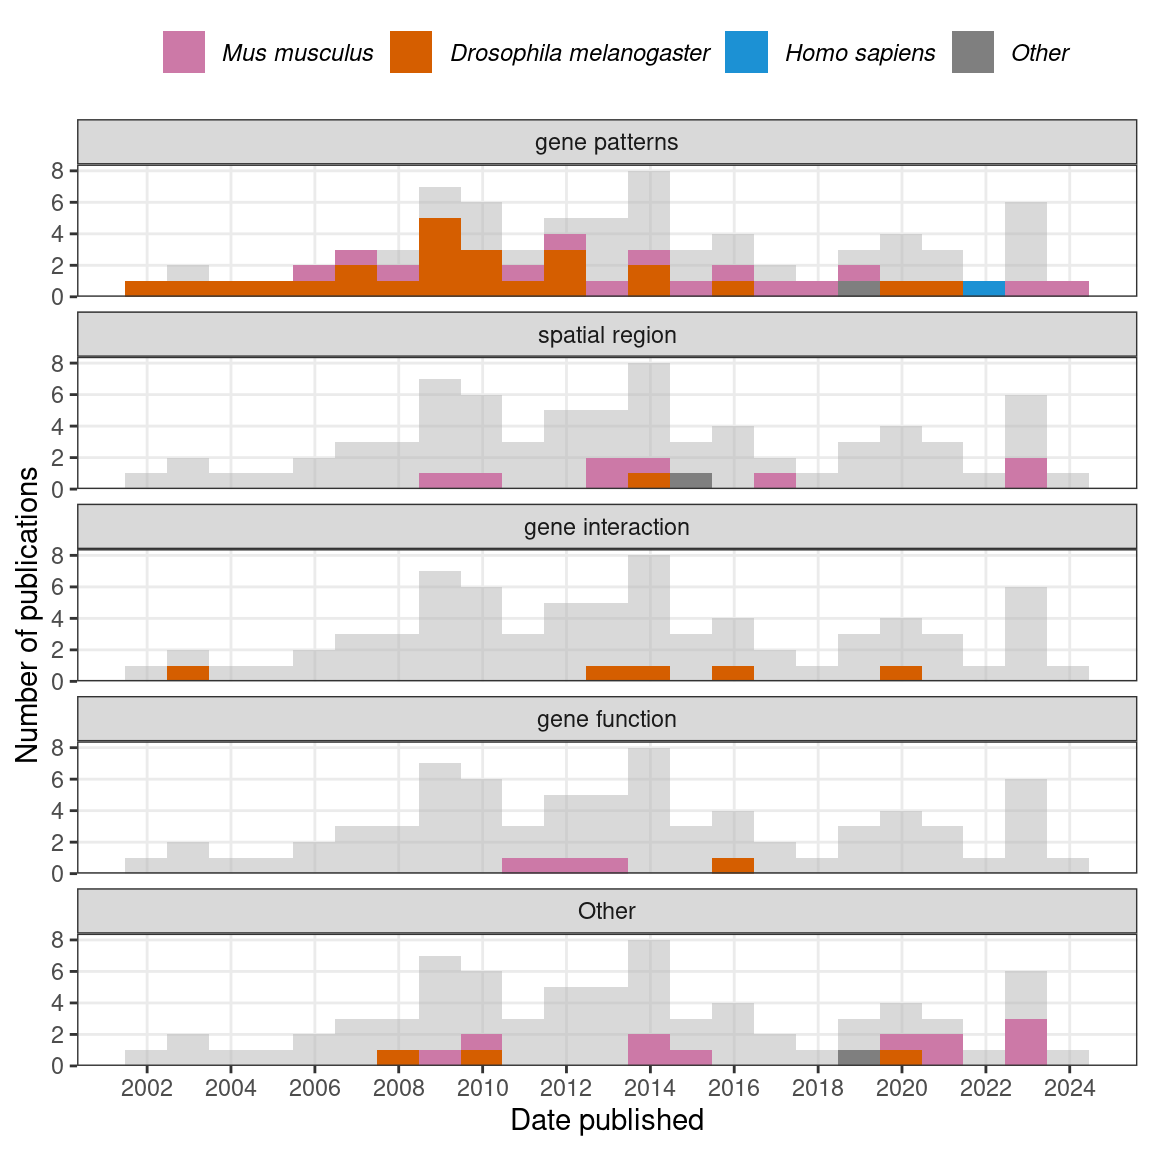 Mus musculus Drosophila melanogaster Homo sapiens Other
gene patterns
8
6
4
2
0
spatial region
8
6
4
2
0
gene interaction
8
6
4
2
0
gene function
8
6
4
2
0
Other
8
6
4
2
0
Number of publications
2002 2004 2006 2008 2010 2012 2014 2016 2018 2020 2022 2024
Date published